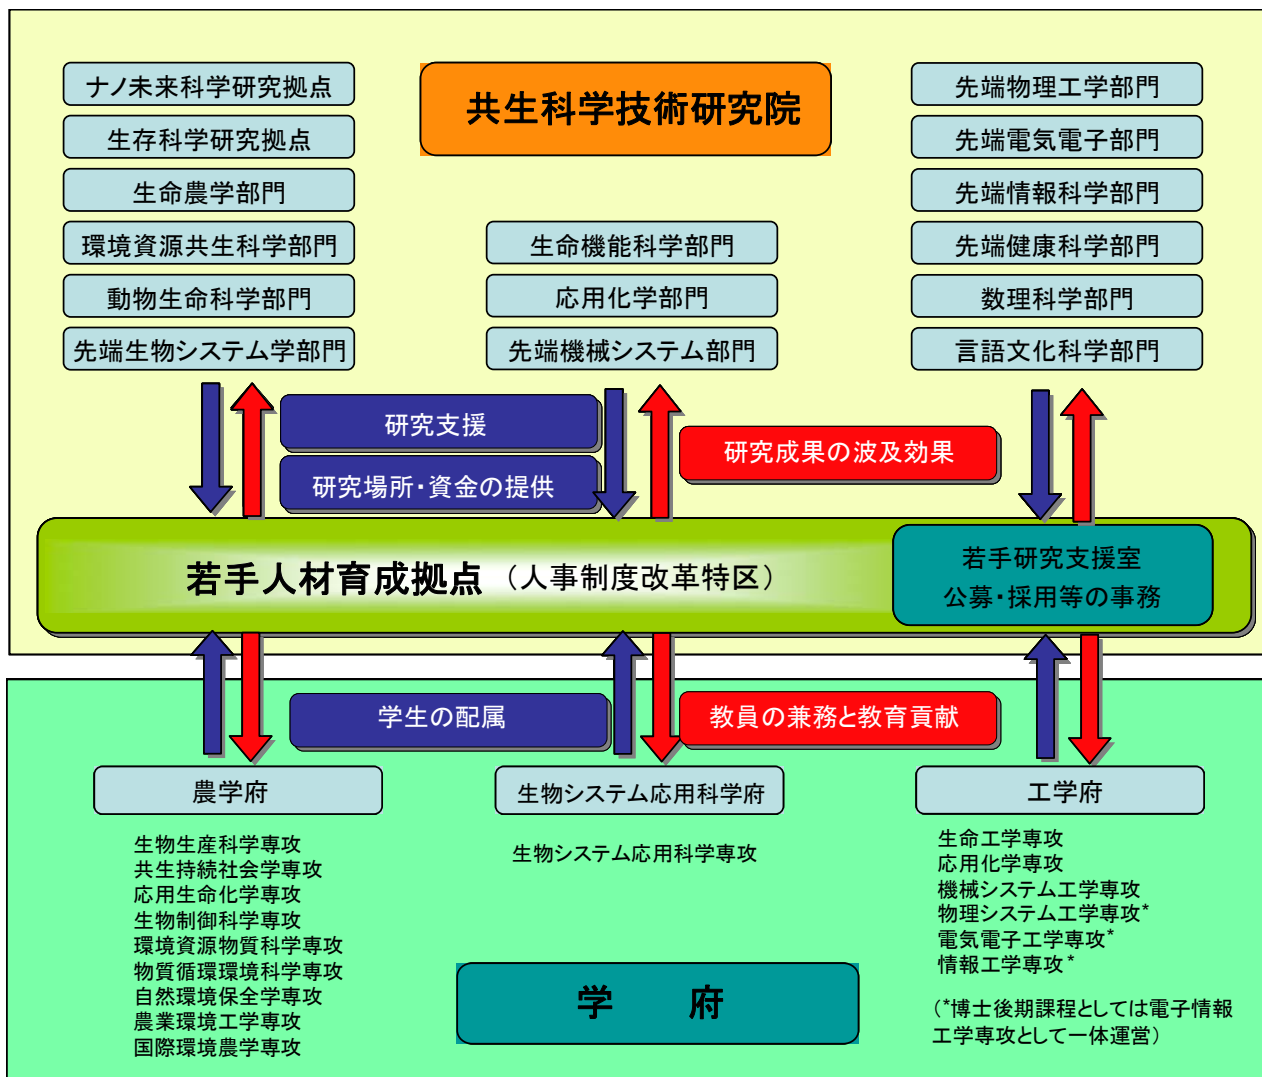 共生科学技術研究院
ナノ未来科学研究拠点
生存科学研究拠点
生命農学部門
環境資源共生科学部門
動物生命科学部門
先端生物システム学部門
生命機能科学部門
応用化学部門
先端機械システム部門
先端物理工学部門
先端電気電子部門
先端情報科学部門
先端健康科学部門
数理科学部門
言語文化科学部門
研究支援
研究場所・資金の提供
研究成果の波及効果
若手人材育成拠点（人事制度改革特区）
若手研究支援室
公募・採用等の事務
学生の配属
教員の兼務と教育貢献
農学府
生物生産科学専攻
共生持続社会学専攻
応用生命化学専攻
生物制御科学専攻
環境資源物質科学専攻
物質循環環境科学専攻
自然環境保全学専攻
農業環境工学専攻
国際環境農学専攻
生物システム応用科学府
生物システム応用科学専攻
工学府
生命工学専攻
応用化学専攻
機械システム工学専攻
物理システム工学専攻*
電気電子工学専攻*
情報工学専攻*
（*博士後期課程としては電子情報
工学専攻として一体運営）
学　府